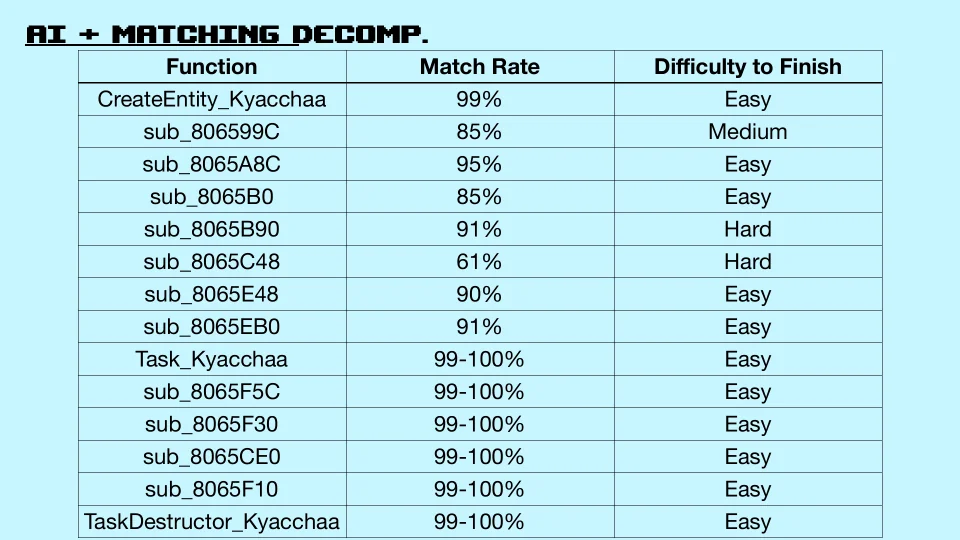 AI + MATCHING DECOMP.
Function Match Rate Difficulty to Finish
CreateEntity_Kyacchaa 99% Easy
sub_806599C 85% Medium
sub_8065A8C 95% Easy
sub_8065B0 85% Easy
sub_8065B90 91% Hard
sub_8065C48 61% Hard
sub_8065E48 90% Easy
sub_8065EB0 91% Easy
Task_Kyacchaa 99-100% Easy
sub_8065F5C 99-100% Easy
sub_8065F30 99-100% Easy
sub_8065CE0 99-100% Easy
sub_8065F10 99-100% Easy
TaskDestructor_Kyacchaa 99-100% Easy